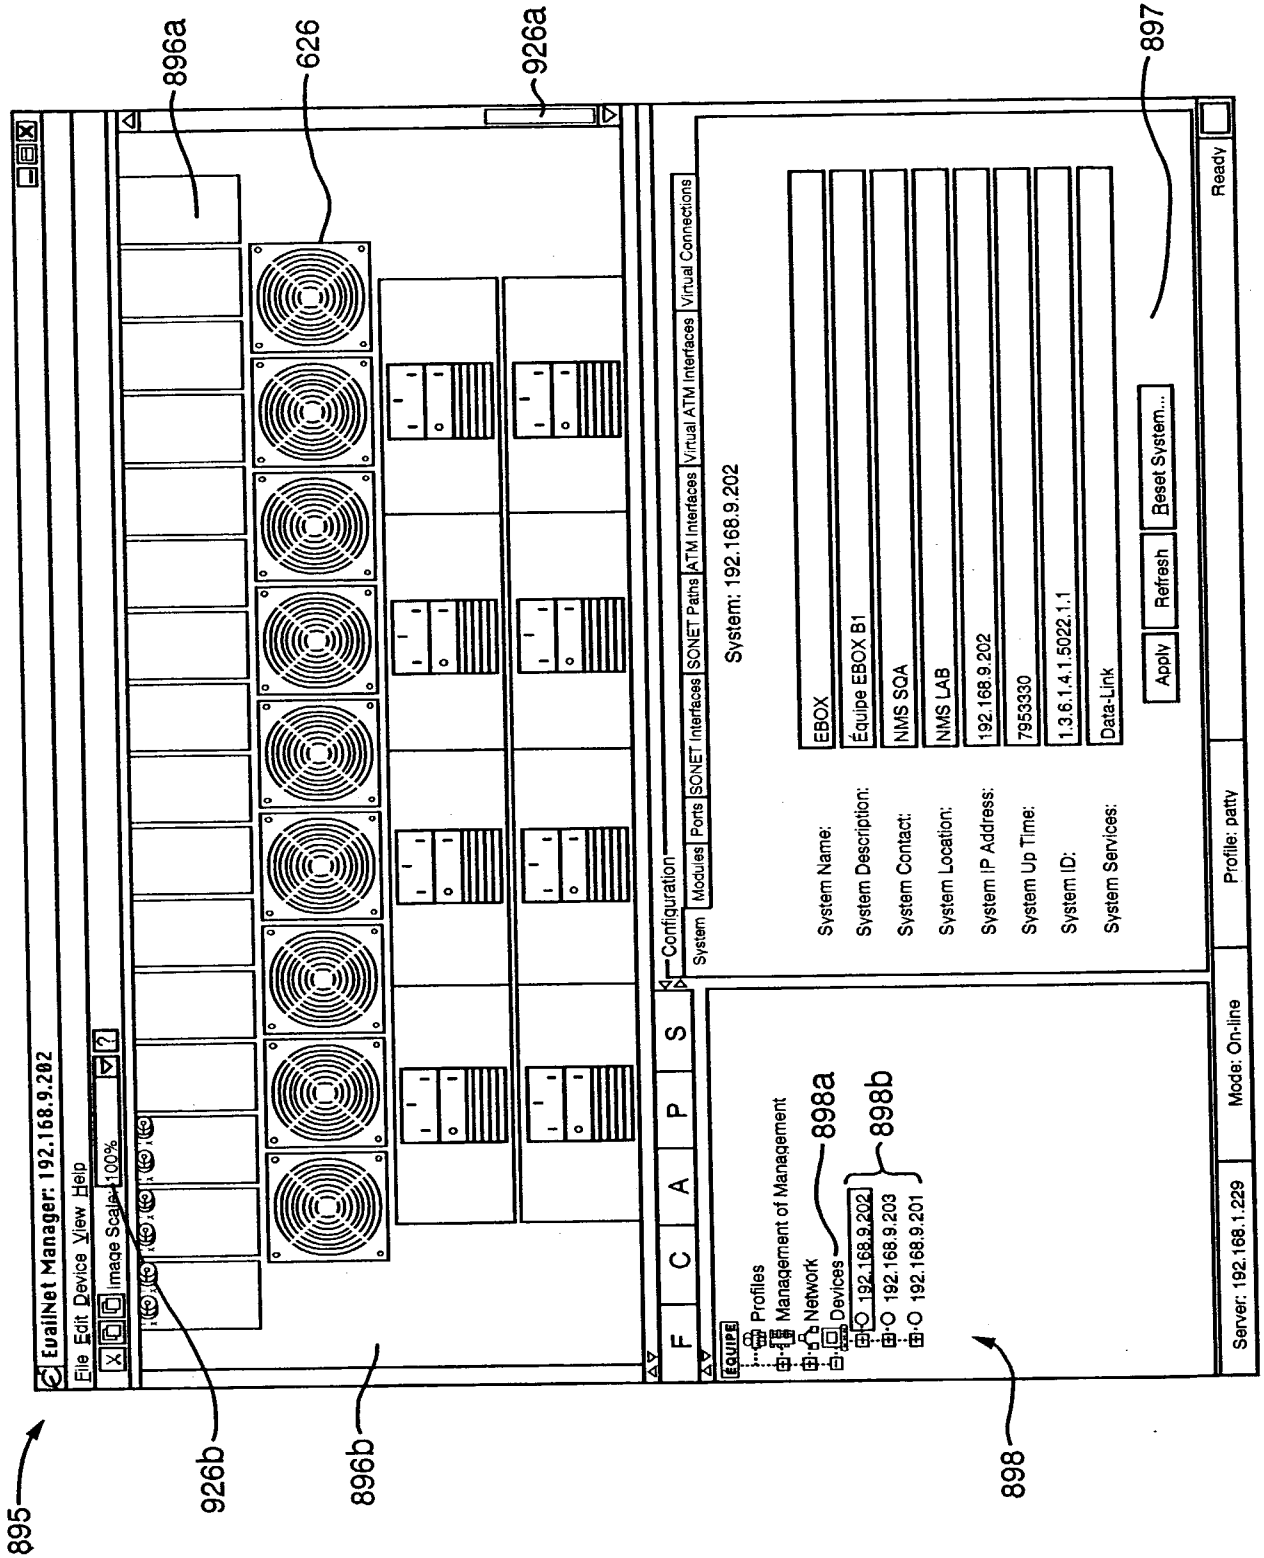 895
EvailNet Manager: 192.168.9.202
File Edit Device View Help
X Image Scale: 100% ?
926b
896b
896a
626
926a
F C A P S
EQUIPE
Profiles
Management of Management
Network
Devices
192.168.9.202
192.168.9.203
192.168.9.201
898a
898b
898
Configuration
System Modules Ports SONET Interfaces SONET Paths ATM Interfaces Virtual ATM Interfaces Virtual Connections
System: 192.168.9.202
System Name: EBOX
System Description: Équipe EBOX B1
System Contact: NMS SQA
System Location: NMS LAB
System IP Address: 192.168.9.202
System Up Time: 7953330
System ID: 1.3.6.1.4.1.5022.1.1
System Services: Data-Link
Apply Refresh Reset System...
897
Server: 192.168.1.229 Mode: On-line Profile: patty Ready